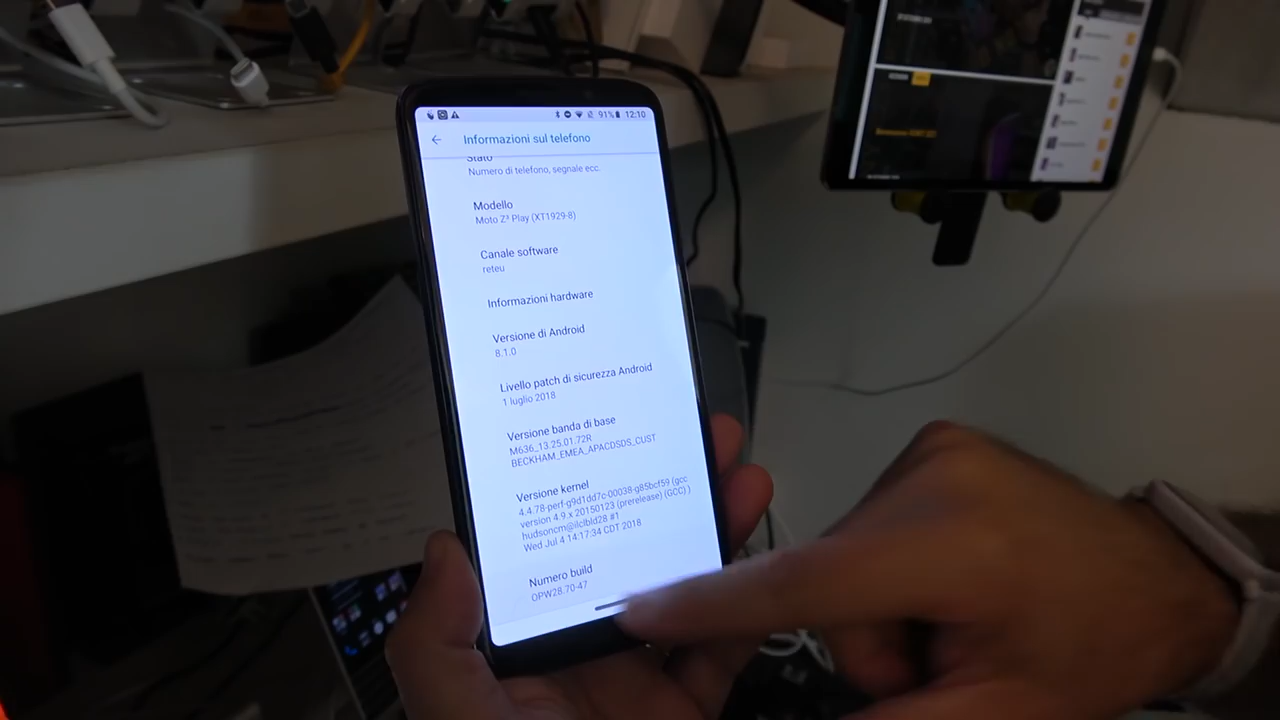 91% 12:10
Informazioni sul telefono
Stato
Numero di telefono, segnale ecc.
Modello
Moto Z³ Play (XT1929-8)
Canale software
reteu
Informazioni hardware
Versione di Android
8.1.0
Livello patch di sicurezza Android
1 luglio 2018
Versione banda di base
M636_13.25.01.72R
BECKHAM_EMEA_APACDSDS_CUST
Versione kernel
4.4.78-perf-g9d1dd7c-00038-g85bcf59 (gcc
version 4.9.x 20150123 (prerelease) (GCC) )
hudsoncm@ilclbld28 #1
Wed Jul 4 14:17:34 CDT 2018
Numero build
OPW28.70-47